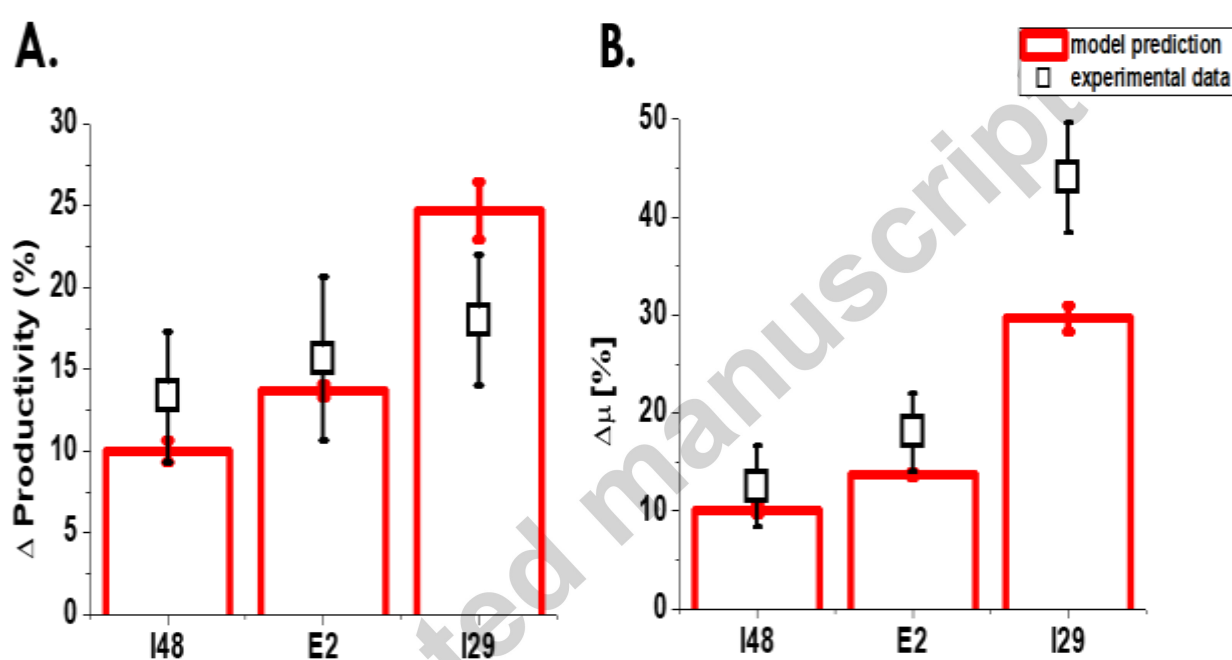 A.
Δ Productivity (%)
30
25
20
15
10
5
0
I48 E2 I29
B.
model prediction
experimental data
Δμ [%]
50
40
30
20
10
0
I48 E2 I29
ted manuscript